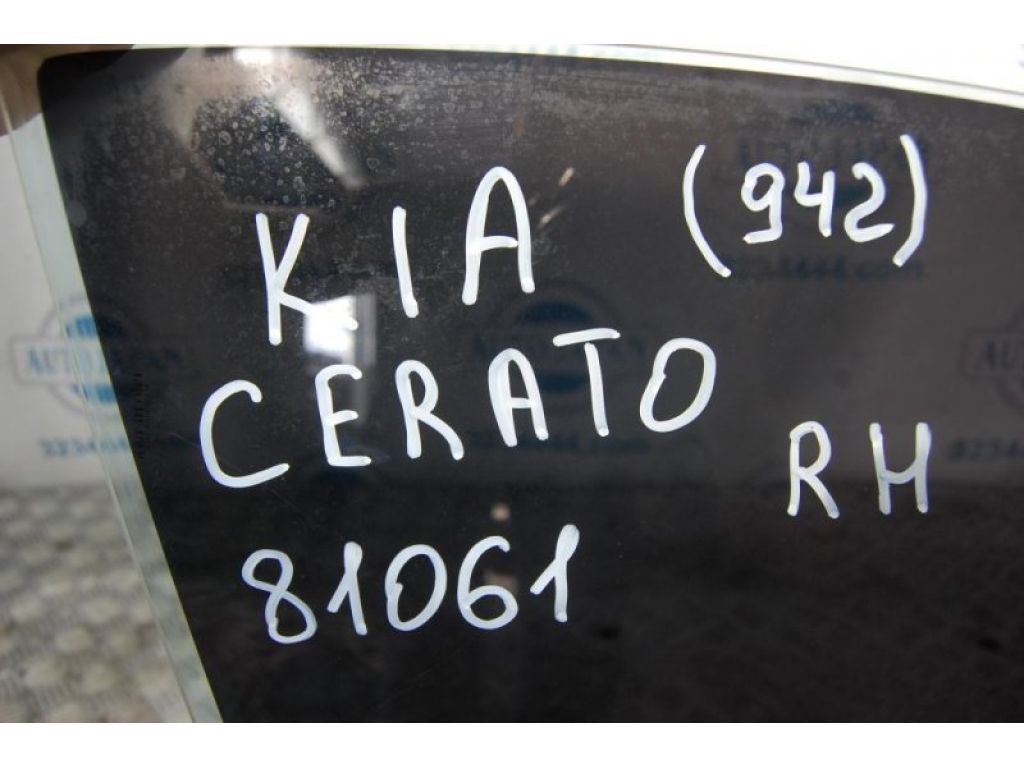 KIA (942)
CERATO
RH
81061